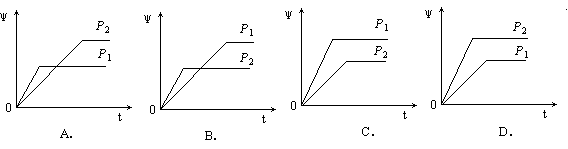 Ψ P₂ P₁ 0 t A.
Ψ P₁ P₂ 0 t B.
Ψ P₁ P₂ 0 t C.
Ψ P₂ P₁ 0 t D.